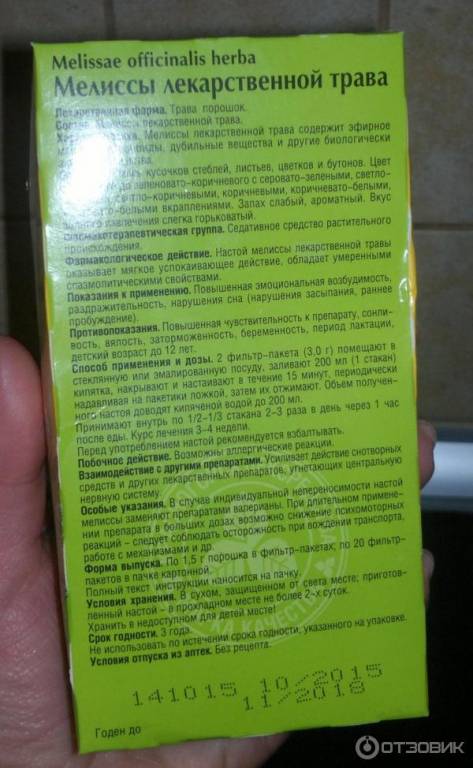 Melissae officinalis herba
Мелиссы лекарственной трава
Лекарственная форма. Трава порошок.
Состав. Мелиссы лекарственной трава.
Мелиссы лекарственной трава содержит эфирное
дубильные вещества и другие биологически
кусочков стеблей, листьев, цветков и бутонов. Цвет
до зеленовато-коричневого с серовато-зелеными, светло-
светло-коричневыми, коричневыми, коричневато-белыми,
вкраплениями. Запах слабый, ароматный. Вкус
извлечения слегка горьковатый.
Фармакотерапевтическая группа. Седативное средство растительного
происхождения.
Фармакологическое действие. Настой мелиссы лекарственной травы
оказывает мягкое успокаивающее действие, обладает умеренными
спазмолитическими свойствами.
Показания к применению. Повышенная эмоциональная возбудимость,
раздражительность, нарушения сна (нарушения засыпания, раннее
пробуждение).
Противопоказания. Повышенная чувствительность к препарату, сонли-
вость, вялость, заторможенность, беременность, период лактации,
детский возраст до 12 лет.
Способ применения и дозы. 2 фильтр-пакета (3,0 г) помещают в
стеклянную или эмалированную посуду, заливают 200 мл (1 стакан)
кипятка, накрывают и настаивают в течение 15 минут, периодически
надавливая на пакетики ложкой, затем их отжимают. Объем получен-
ного настоя доводят кипяченой водой до 200 мл.
Принимают внутрь по 1/2–1/3 стакана 2–3 раза в день через 1 час
после еды. Курс лечения 3–4 недели.
Перед употреблением настой рекомендуется взбалтывать.
Побочное действие. Возможны аллергические реакции.
Взаимодействие с другими препаратами. Усиливает действие снотворных
средств и других лекарственных препаратов, угнетающих центральную
нервную систему.
Особые указания. В случае индивидуальной непереносимости настой
мелиссы заменяют препаратами валерианы. При длительном примене-
нии препарата в больших дозах возможно снижение психомоторных
реакций – следует соблюдать осторожность при вождении транспорта,
работе с механизмами и др.
Форма выпуска. По 1,5 г порошка в фильтр-пакетах; по 20 фильтр-
пакетов в пачке картонной.
Полный текст инструкции наносится на пачку.
Условия хранения. В сухом, защищенном от света месте; приготов-
ленный настой - в прохладном месте не более 2-х суток.
Хранить в недоступном для детей месте!
Срок годности. 3 года.
Не использовать по истечении срока годности, указанного на упаковке.
Условия отпуска из аптек. Без рецепта.
141015 10/2015
11/2018
Годен до
ОТЗОВИК